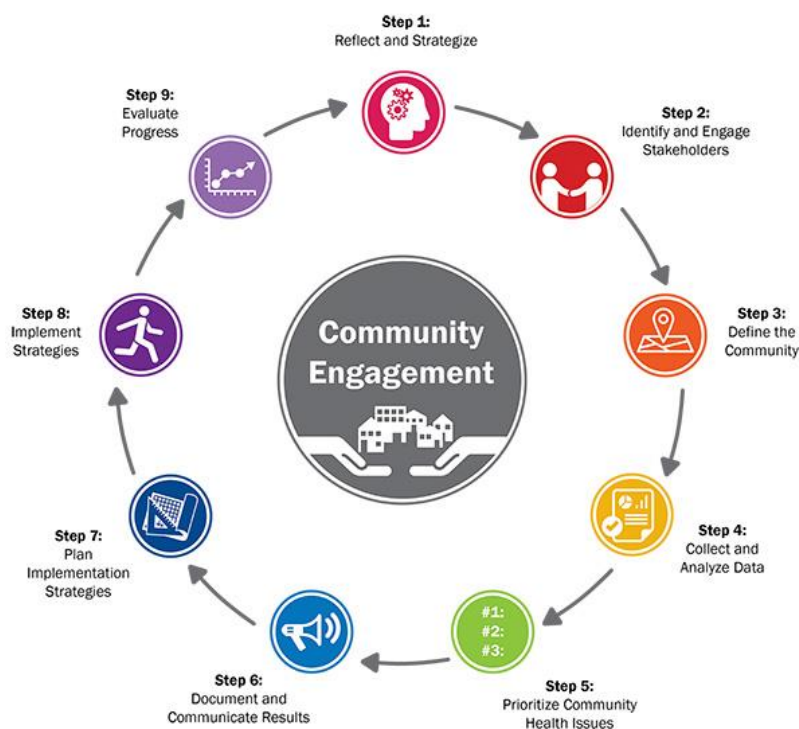 Step 1:
Reflect and Strategize
Step 2:
Identify and Engage
Stakeholders
Step 3:
Define the
Community
Step 4:
Collect and
Analyze Data
#1:
#2:
#3:
Step 5:
Prioritize Community
Health Issues
Step 6:
Document and
Communicate Results
Step 7:
Plan
Implementation
Strategies
Step 8:
Implement
Strategies
Step 9:
Evaluate
Progress
Community
Engagement